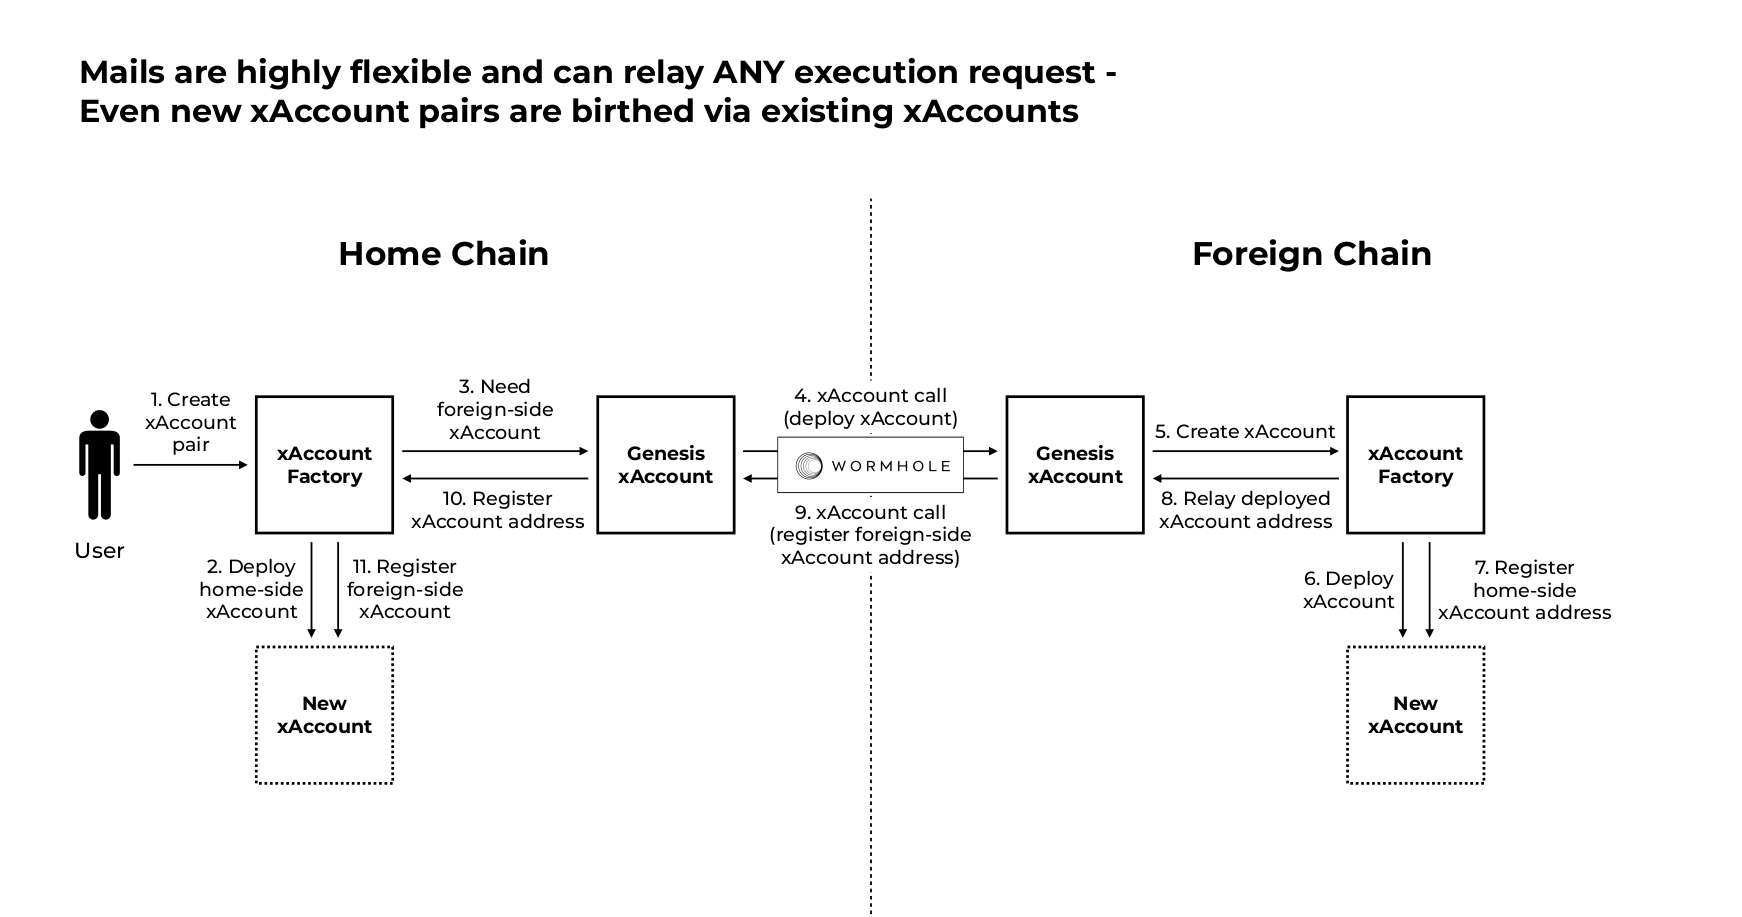 Mails are highly flexible and can relay ANY execution request -
Even new xAccount pairs are birthed via existing xAccounts
Home Chain
Foreign Chain
1. Create
xAccount
pair
User
xAccount
Factory
3. Need
foreign-side
xAccount
10. Register
xAccount address
Genesis
xAccount
4. xAccount call
(deploy xAccount)
WORMHOLE
9. xAccount call
(register foreign-side
xAccount address)
Genesis
xAccount
5. Create xAccount
8. Relay deployed
xAccount address
xAccount
Factory
2. Deploy
home-side
xAccount
11. Register
foreign-side
xAccount
6. Deploy
xAccount
7. Register
home-side
xAccount address
New
xAccount
New
xAccount